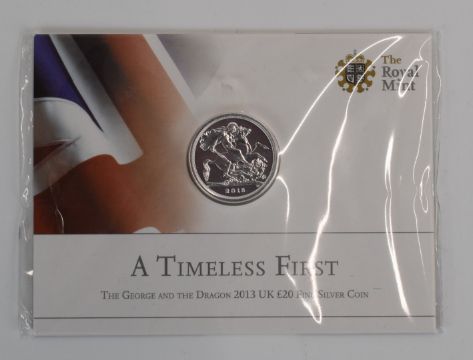 The
Royal
Mint
2013
A TIMELESS FIRST
THE GEORGE AND THE DRAGON 2013 UK £20 FINE SILVER COIN